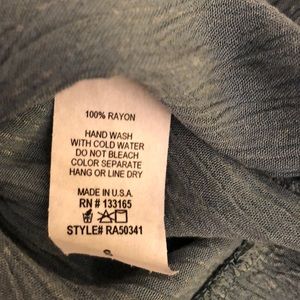 100% RAYON
HAND WASH
WITH COLD WATER
DO NOT BLEACH
COLOR SEPARATE
HANG OR LINE DRY
MADE IN U.S.A.
RN # 133165
STYLE# RA50341